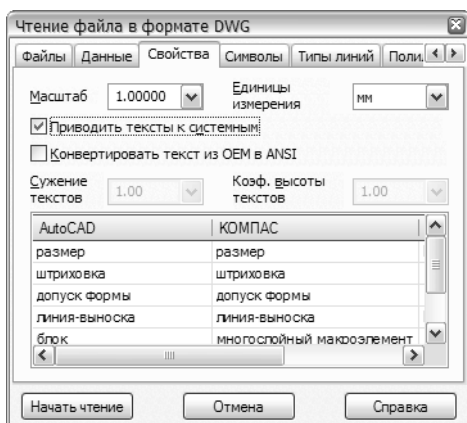 Чтение файла в формате DWG
Файлы Данные Свойства Символы Типы линий Поли
Масштаб 1.00000 Единицы измерения мм
Приводить тексты к системным
Конвертировать текст из OEM в ANSI
Сужение текстов 1.00 Коэф. высоты текстов 1.00
AutoCAD КОМПАС
размер размер
штриховка штриховка
допуск формы допуск формы
линия-выноска линия-выноска
блок многослойный макроэлемент
Начать чтение Отмена Справка